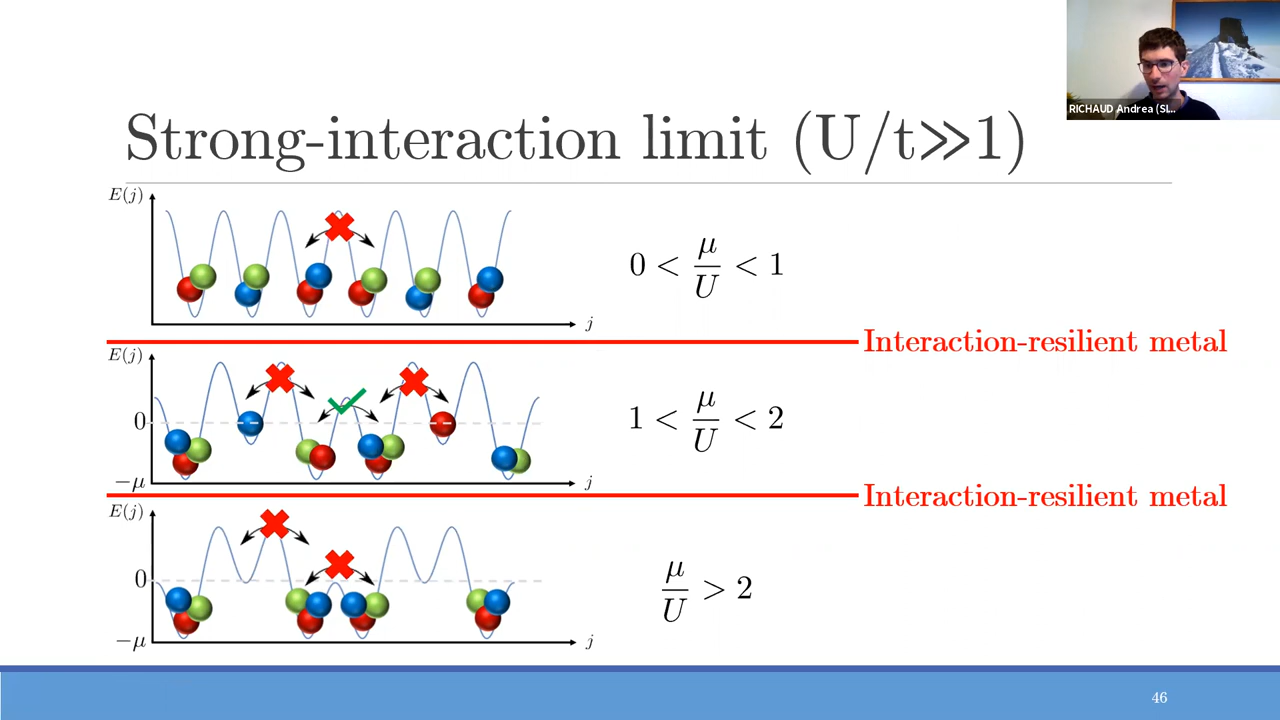 RICHAUD Andrea (SI...
Strong-interaction limit (U/t≫1)
E(j)
j
0 < μ/U < 1
Interaction-resilient metal
E(j)
0
−μ
j
1 < μ/U < 2
Interaction-resilient metal
E(j)
0
−μ
j
μ/U > 2
46